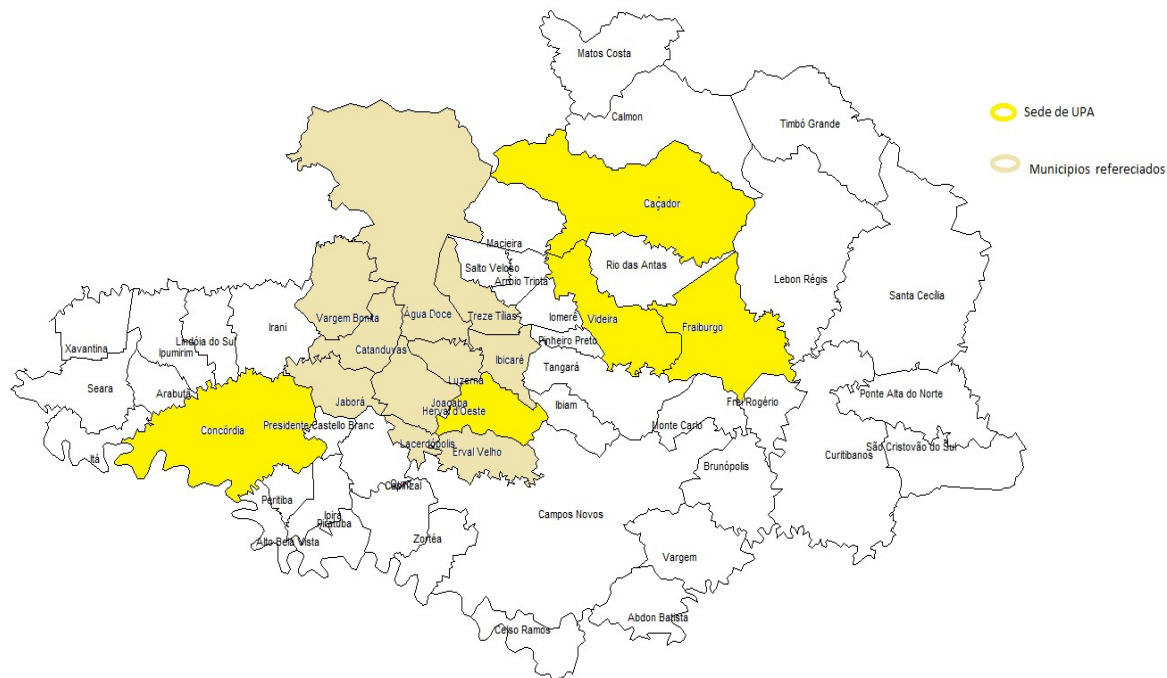 Matos Costa
Sede de UPA
Calmon
Timbó Grande
Municipios refereciados
Caçador
Macieira
Salto Veloso
Rio das Antas
Arroio Trinta
Lebon Régis
Santa Cecília
Vargem Bonita
Água Doce
Treze Tílias
Iomerê
Videira
Fraiburgo
Irani
Lindóia do Sul
Xavantina
Ipumirim
Catanduvas
Pinheiro Preto
Ibicaré
Tangará
Seara
Arabutã
Luzerna
Jaborá
Joaçaba
Herval d'Oeste
Ibiam
Frei Rogério
Ponte Alta do Norte
Concórdia
Presidente Castello Branc
Monte Carlo
Lacerdópolis
Erval Velho
São Cristovão do Sul
Curitibanos
Itá
Brunópolis
Peritiba
Capinzal
Campos Novos
Ipira
Piratuba
Alto Bela Vista
Zortéa
Vargem
Abdon Batista
Celso Ramos